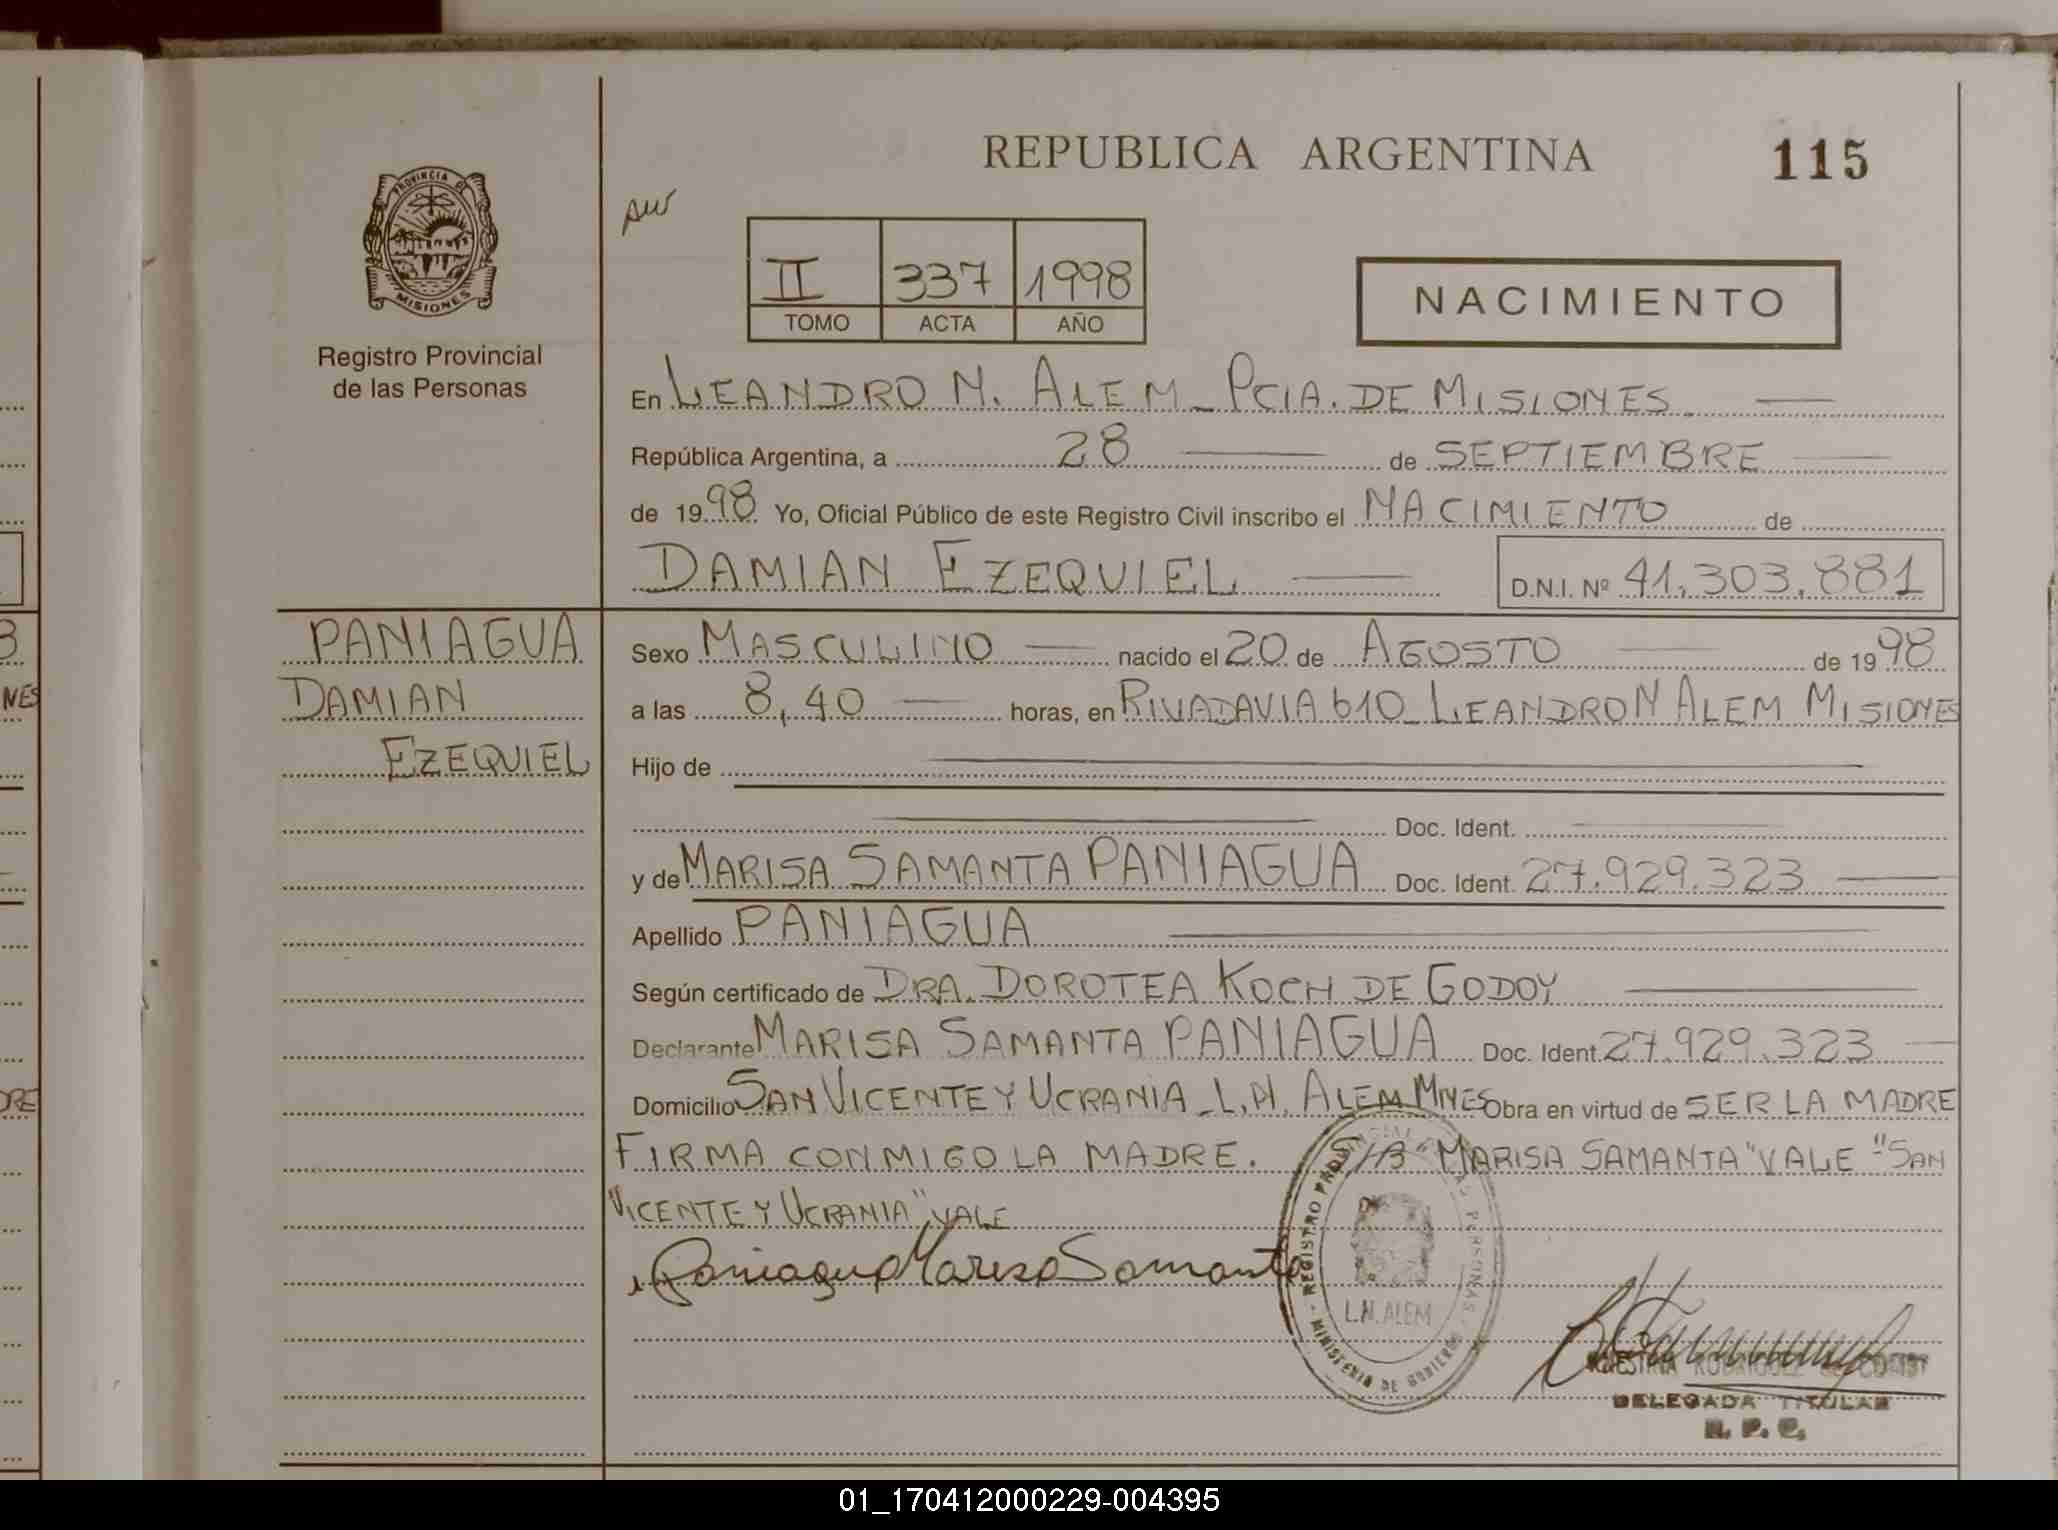 REPUBLICA ARGENTINA
115
PROVINCIA DE
MISIONES
Registro Provincial
de las Personas
II 337 1998
TOMO ACTA AÑO
NACIMIENTO
En LEANDRO N. ALEM - PCIA. DE MISIONES.
República Argentina, a 28 de SEPTIEMBRE
de 1998 Yo, Oficial Público de este Registro Civil inscribo el NACIMIENTO de
DAMIAN EZEQUIEL D.N.I. Nº 41.303.881
PANIAGUA
DAMIAN
EZEQUIEL
Sexo MASCULINO nacido el 20 de AGOSTO de 1998
a las 8,40 horas, en RIVADAVIA 610 - LEANDRO N ALEM MISIONES
Hijo de
Doc. Ident.
y de MARISA SAMANTA PANIAGUA Doc. Ident. 27.929.323
Apellido PANIAGUA
Según certificado de DRA. DOROTEA KOCH DE GODOY
Declarante MARISA SAMANTA PANIAGUA Doc. Ident. 27.929.323
Domicilio SAN VICENTE Y UCRANIA - L.N. ALEM MNES Obra en virtud de SER LA MADRE
FIRMA CONMIGO LA MADRE. "MARISA SAMANTA" VALE - "SAN
VICENTE Y UCRANIA" VALE
Paniagua Marisa Samanta
REGISTRO PERSONAS
L.N. ALEM
MINISTERIO DE GOBIERNO
RODRIGUEZ
DELEGADA TITULAR
R. P. C.
01_170412000229-004395